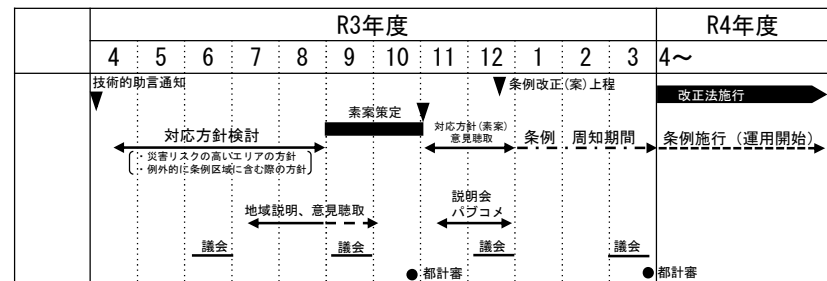 R3年度
R4年度
4 5 6 7 8 9 10 11 12 1 2 3 4～
技術的助言通知
条例改正(案)上程
改正法施行
素案策定
対応方針検討
対応方針(素案)
意見聴取
条例 周知期間
条例施行（運用開始）
・災害リスクの高いエリアの方針
・例外的に条例区域に含む際の方針
地域説明、意見聴取
説明会
パブコメ
議会 議会 議会 議会
都計審 都計審